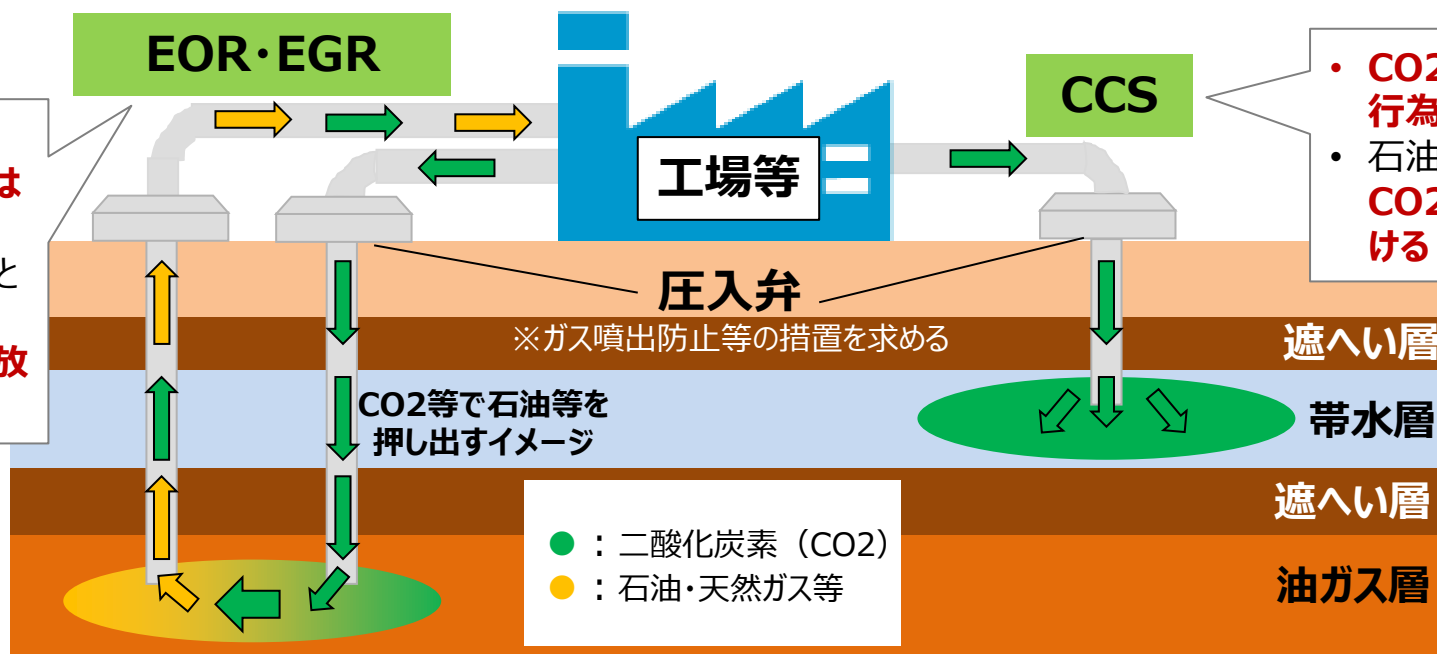 EOR・EGR
は
と
放
工場等
CCS
• CO2
行為
• 石油
CO2
ける
圧入弁
※ガス噴出防止等の措置を求める
遮へい層
CO2等で石油等を
押し出すイメージ
帯水層
遮へい層
●：二酸化炭素（CO2）
●：石油・天然ガス等
油ガス層